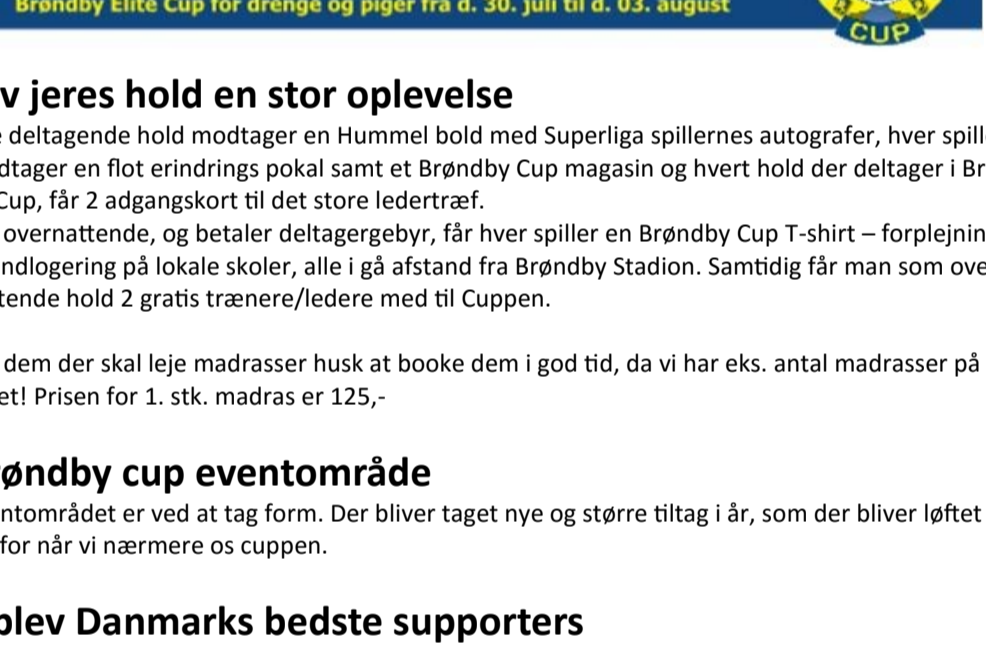 Brøndby Elite Cup for drenge og piger fra d. 30. juli til d. 03. august
CUP
v jeres hold en stor oplevelse
deltagende hold modtager en Hummel bold med Superliga spillernes autografer, hver spill
dtager en flot erindrings pokal samt et Brøndby Cup magasin og hvert hold der deltager i Br
Cup, får 2 adgangskort til det store ledertræf.
overnattende, og betaler deltagergebyr, får hver spiller en Brøndby Cup T-shirt – forplejnin
ndlogering på lokale skoler, alle i gå afstand fra Brøndby Stadion. Samtidig får man som ove
tende hold 2 gratis trænere/ledere med til Cuppen.
dem der skal leje madrasser husk at booke dem i god tid, da vi har eks. antal madrasser på
et! Prisen for 1. stk. madras er 125,-
øndby cup eventområde
ntområdet er ved at tag form. Der bliver taget nye og større tiltag i år, som der bliver løftet
for når vi nærmere os cuppen.
plev Danmarks bedste supporters